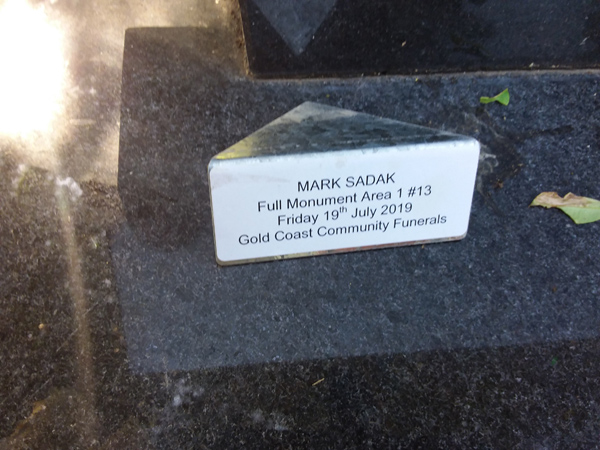 MARK SADAK
Full Monument Area 1 #13
Friday 19th July 2019
Gold Coast Community Funerals